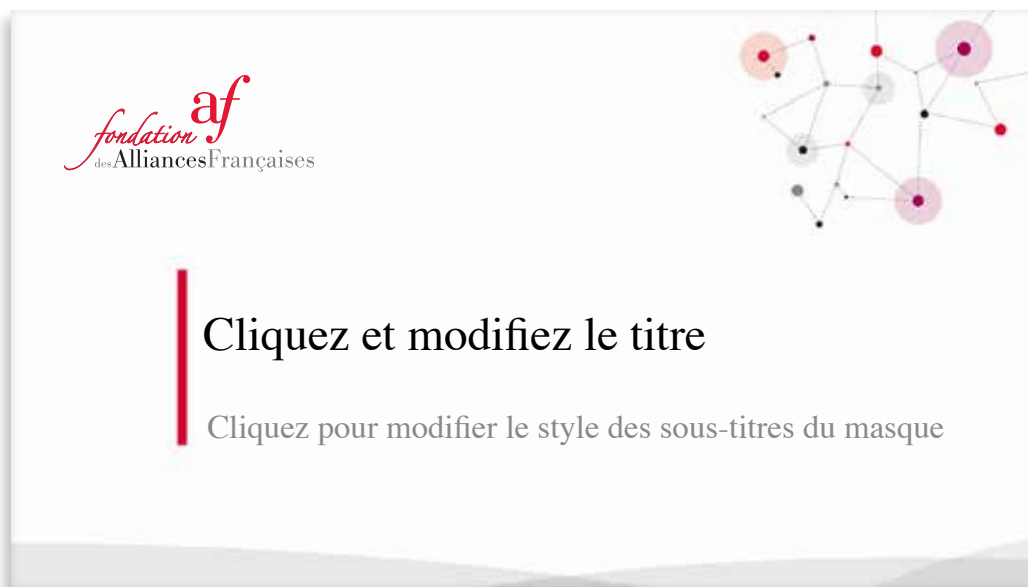 af
fondation
des Alliances Françaises
Cliquez et modifiez le titre
Cliquez pour modifier le style des sous-titres du masque